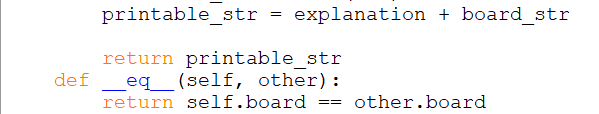 printable_str = explanation + board_str
return printable_str
def __eq__(self, other):
return self.board == other.board